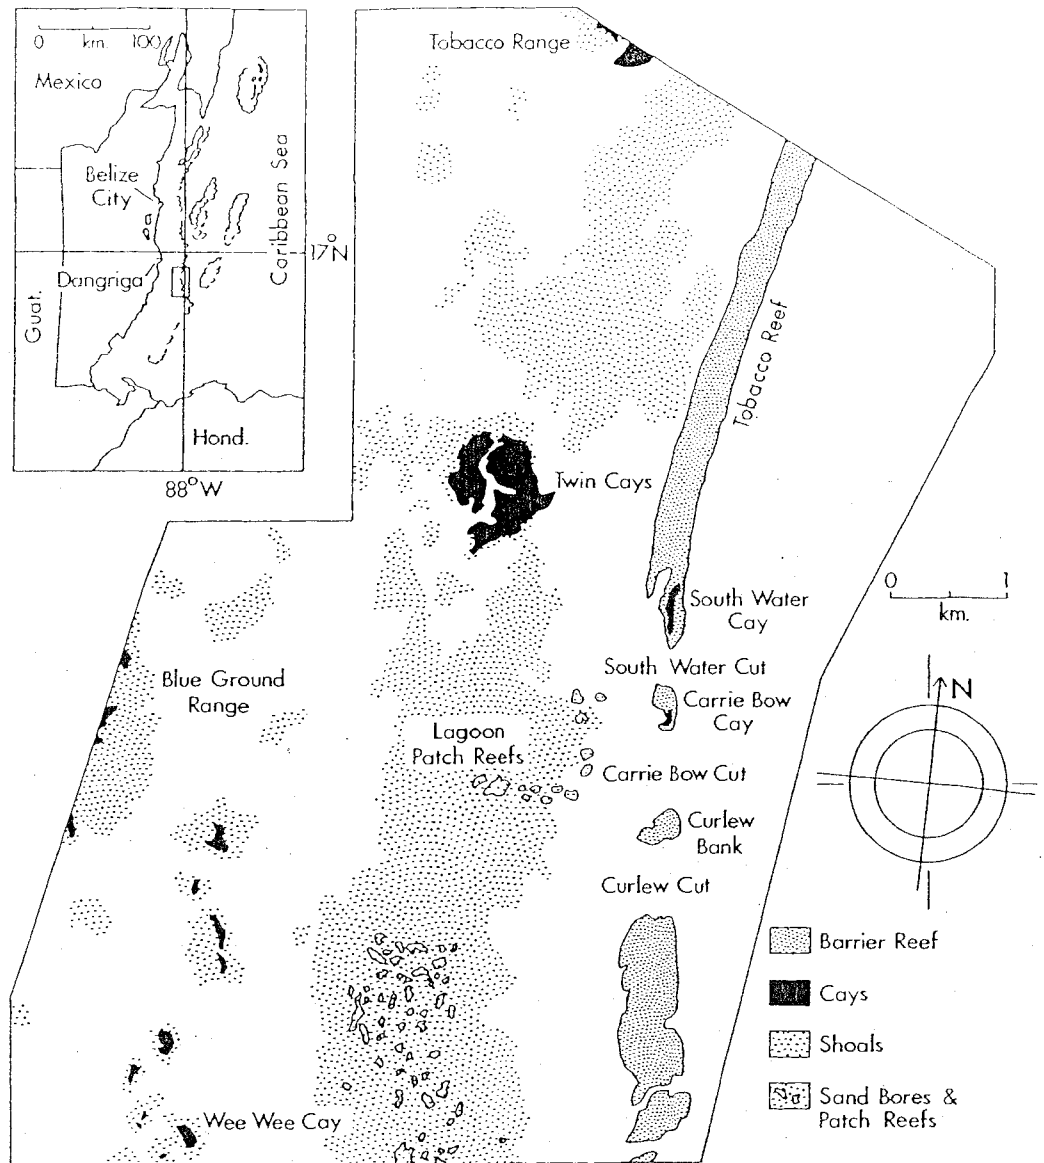 0 km. 100
Mexico
Belize
City
Caribbean Sea
17°N
Dangriga
Guat.
Hond.
88°W
Tobacco Range
Tobacco Reef
Twin Cays
0 1
km.
South Water
Cay
South Water Cut
Blue Ground
Range
Carrie Bow
Cay
Lagoon
Patch Reefs
Carrie Bow Cut
N
Curlew
Bank
Curlew Cut
Barrier Reef
Cays
Shoals
Sand Bores &
Patch Reefs
Wee Wee Cay